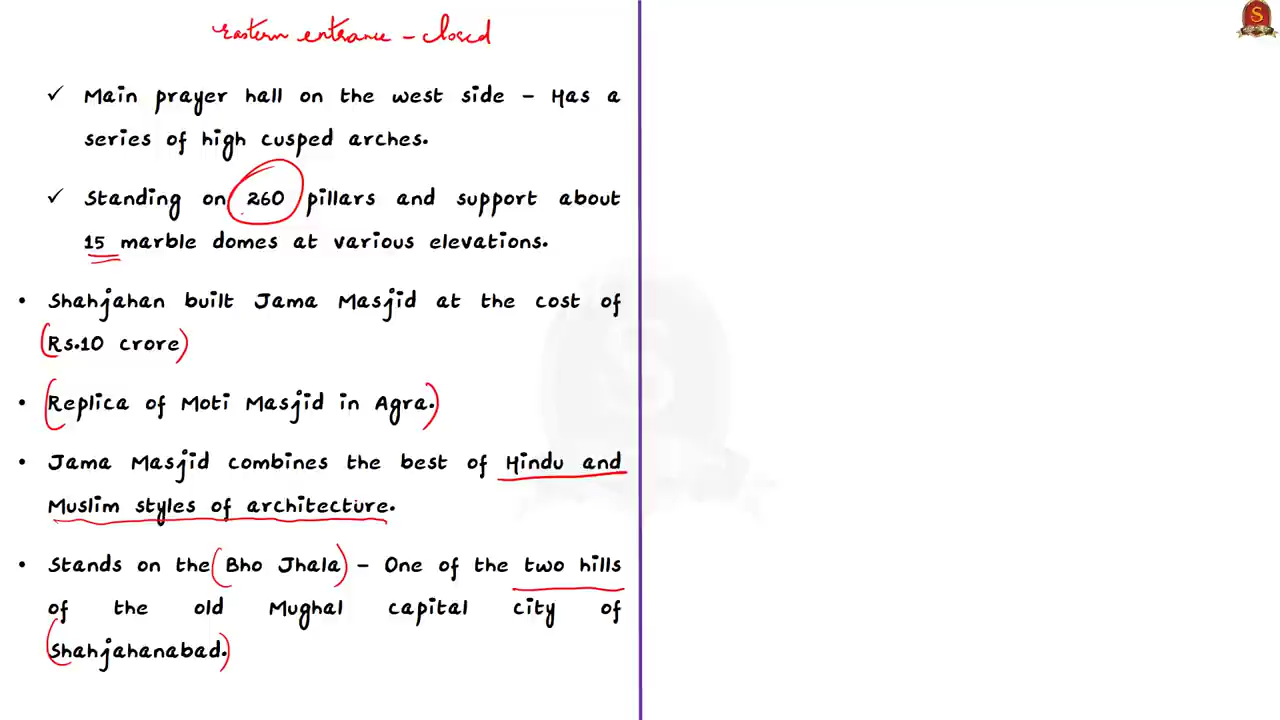 Eastern entrance - closed
✓ Main prayer hall on the west side - Has a
series of high cusped arches.
✓ Standing on 260 pillars and support about
15 marble domes at various elevations.
• Shahjahan built Jama Masjid at the cost of
(Rs.10 crore)
• (Replica of Moti Masjid in Agra.)
• Jama Masjid combines the best of Hindu and
Muslim styles of architecture.
• Stands on the (Bho Jhala) - One of the two hills
of the old Mughal capital city of
(Shahjahanabad.)
S